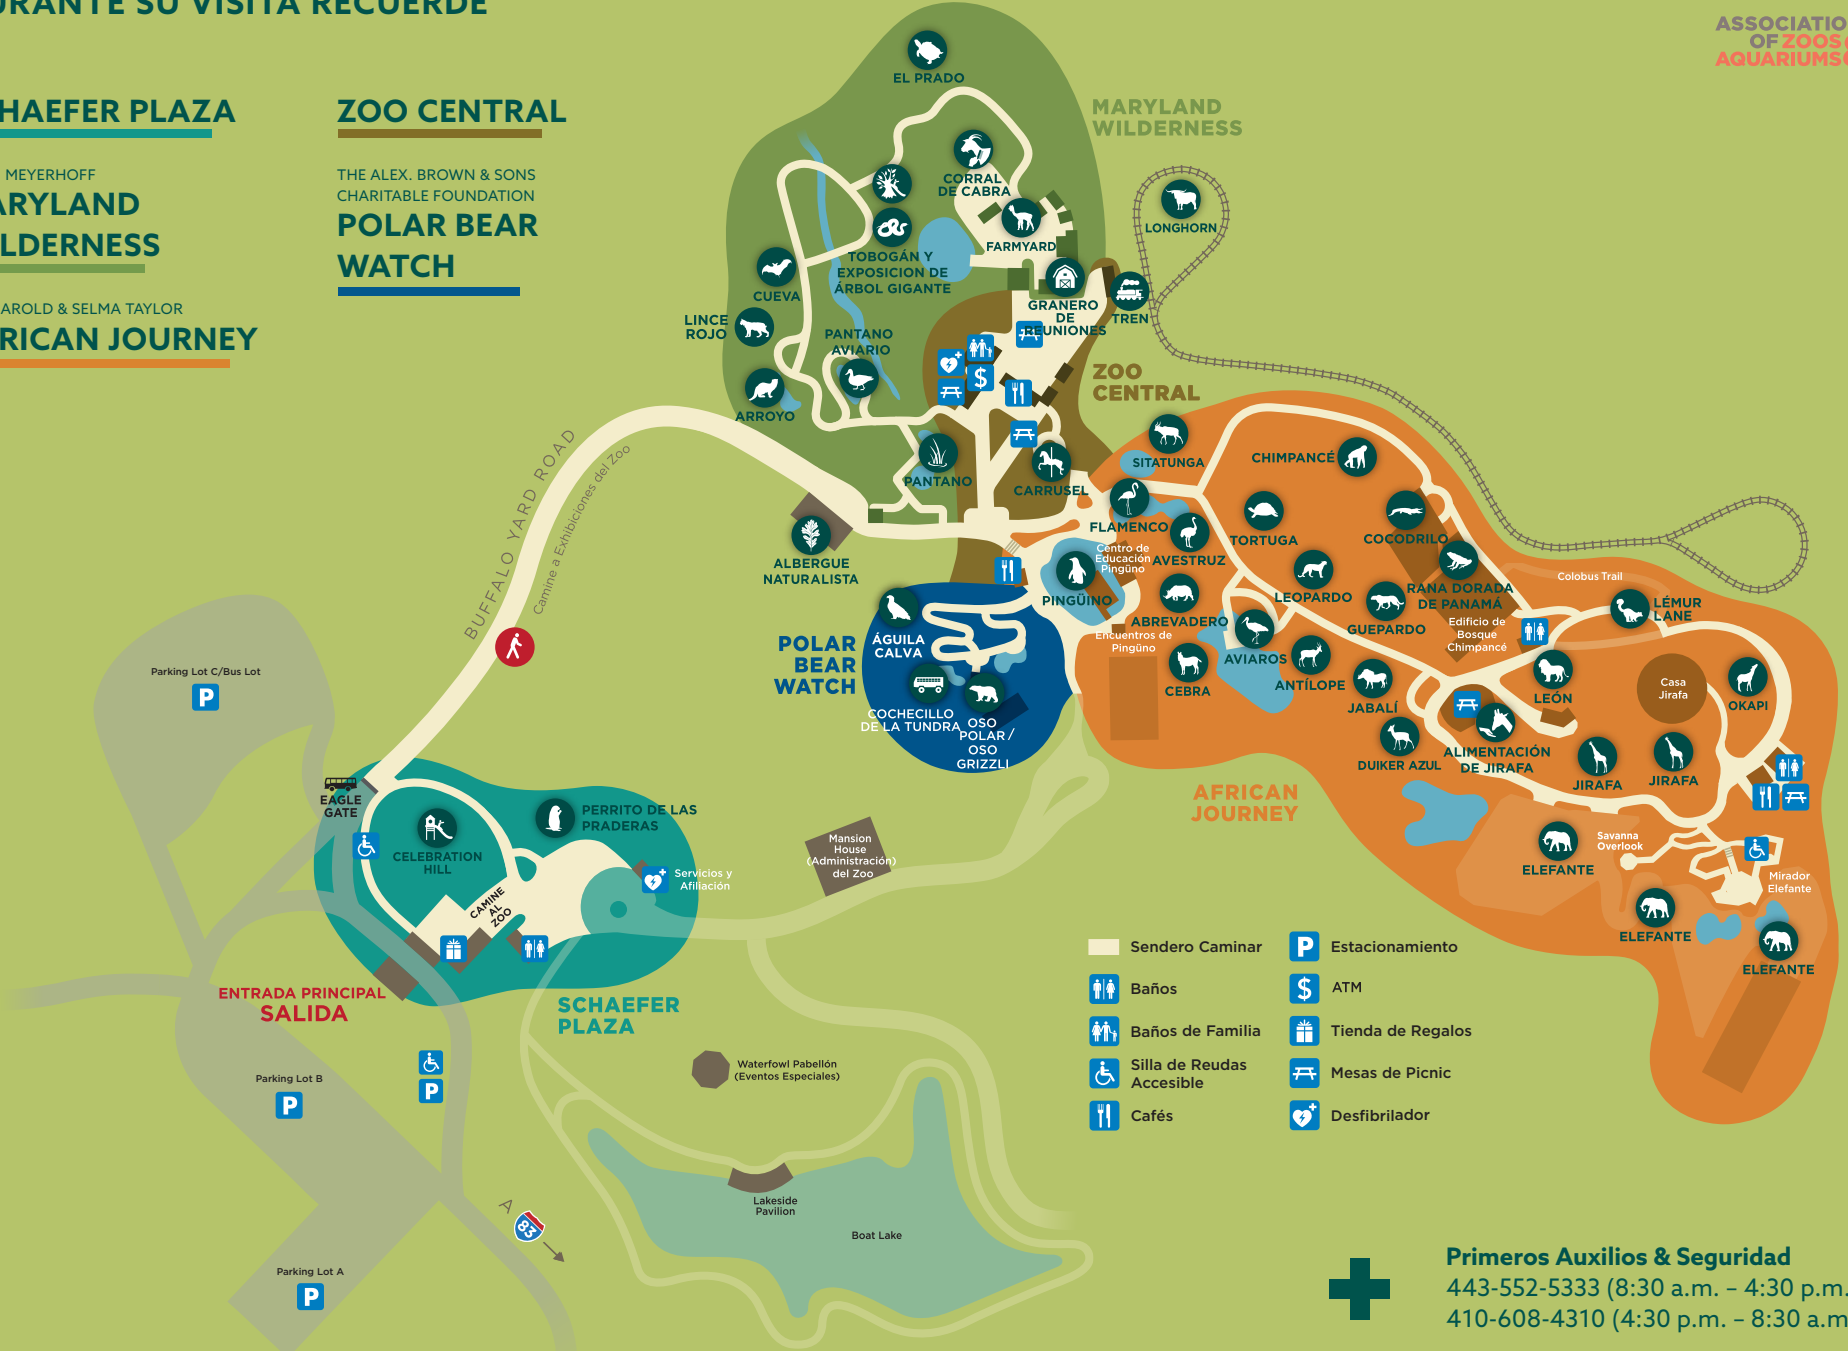 URANTE SU VISITA RECUERDE
ASSOCIATIO
OF ZOOS
AQUARIUMS
HAEFER PLAZA
MEYERHOFF
ARYLAND
LDERNESS
AROLD & SELMA TAYLOR
RICAN JOURNEY
ZOO CENTRAL
THE ALEX. BROWN & SONS
CHARITABLE FOUNDATION
POLAR BEAR
WATCH
EL PRADO
MARYLAND
WILDERNESS
CORRAL
DE CABRA
FARMYARD
LONGHORN
TOBOGÁN Y
EXPOSICION DE
ÁRBOL GIGANTE
CUEVA
GRANERO
DE
REUNIONES
TREN
LINCE
ROJO
PANTANO
AVIARIO
ARROYO
ZOO
CENTRAL
PANTANO
CARRUSEL
SITATUNGA
CHIMPANCÉ
BUFFALO YARD ROAD
Camine a Exhibiciones del Zoo
ALBERGUE
NATURALISTA
FLAMENCO
AVESTRUZ
TORTUGA
COCODRILO
Centro de
Educación
Pingüino
PINGÜINO
LEOPARDO
RANA DORADA
DE PANAMÁ
Colobus Trail
LÉMUR
LANE
ABREVADERO
Encuentros de
Pingüino
GUEPARDO
Edificio de
Bosque
Chimpancé
ÁGUILA
CALVA
POLAR
BEAR
WATCH
COCHECILLO
DE LA TUNDRA
OSO
POLAR /
OSO
GRIZZLI
CEBRA
AVIAROS
ANTÍLOPE
JABALÍ
LEÓN
Casa
Jirafa
OKAPI
DUIKER AZUL
ALIMENTACIÓN
DE JIRAFA
JIRAFA
JIRAFA
AFRICAN
JOURNEY
ELEFANTE
Savanna
Overlook
Mirador
Elefante
ELEFANTE
ELEFANTE
Parking Lot C/Bus Lot
P
EAGLE
GATE
CELEBRATION
HILL
PERRITO DE LAS
PRADERAS
Servicios y
Afiliación
CAMINE
AL
ZOO
Mansion
House
(Administración)
del Zoo
ENTRADA PRINCIPAL
SALIDA
SCHAEFER
PLAZA
Parking Lot B
P
P
Waterfowl Pabellón
(Eventos Especiales)
Lakeside
Pavilion
Boat Lake
A
83
Parking Lot A
P
$
Sendero Caminar
Baños
Baños de Familia
Silla de Reudas
Accesible
Cafés
P Estacionamiento
$ ATM
Tienda de Regalos
Mesas de Picnic
Desfibrilador
Primeros Auxilios & Seguridad
443-552-5333 (8:30 a.m. – 4:30 p.m.
410-608-4310 (4:30 p.m. – 8:30 a.m